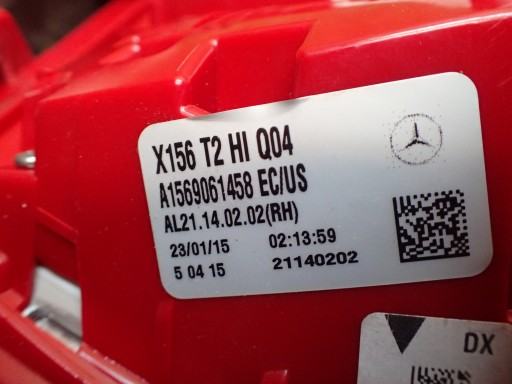 X156 T2 HI Q04
A1569061458 EC/US
AL21.14.02.02(RH)
23/01/15 02:13:59
5 04 15 21140202
DX